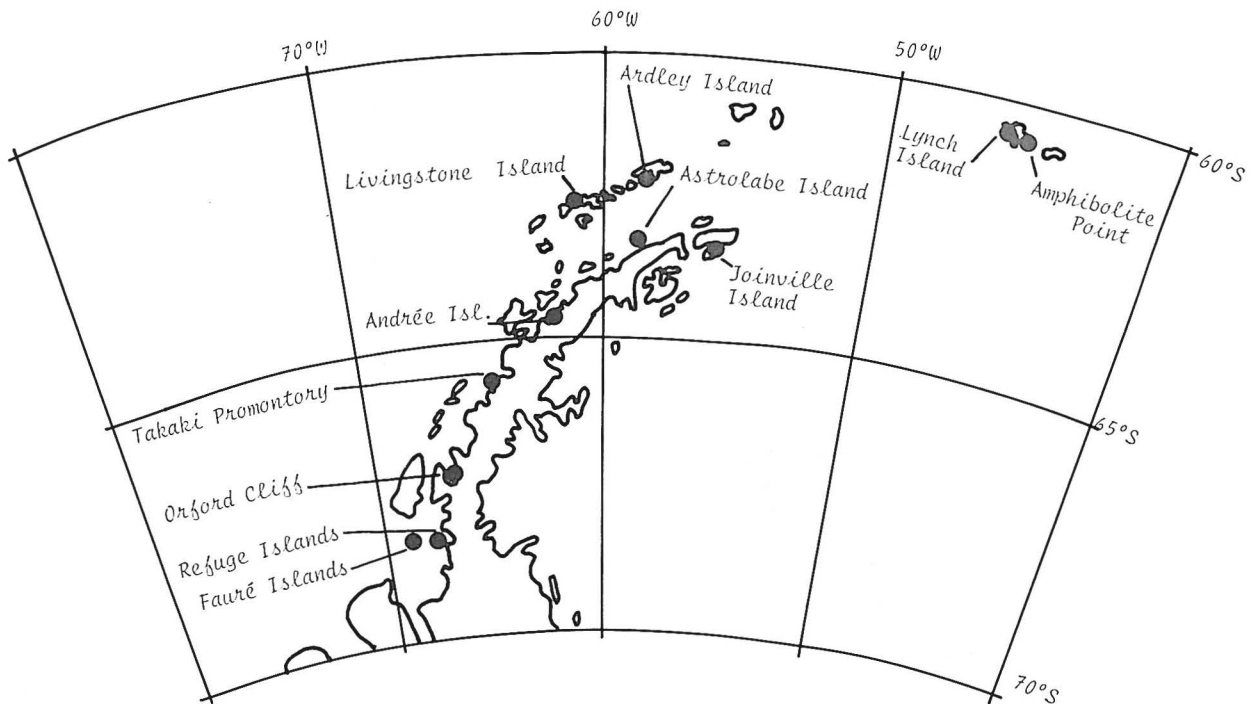 60°W
70°W
50°W
Ardley Island
Lynch
Island
60°S
Livingstone Island
Astrolabe Island
Amphibolite
Point
Joinville
Island
Andrée Isl.
Takaki Promontory
65°S
Orford Cliff
Refuge Islands
Fauré Islands
70°S